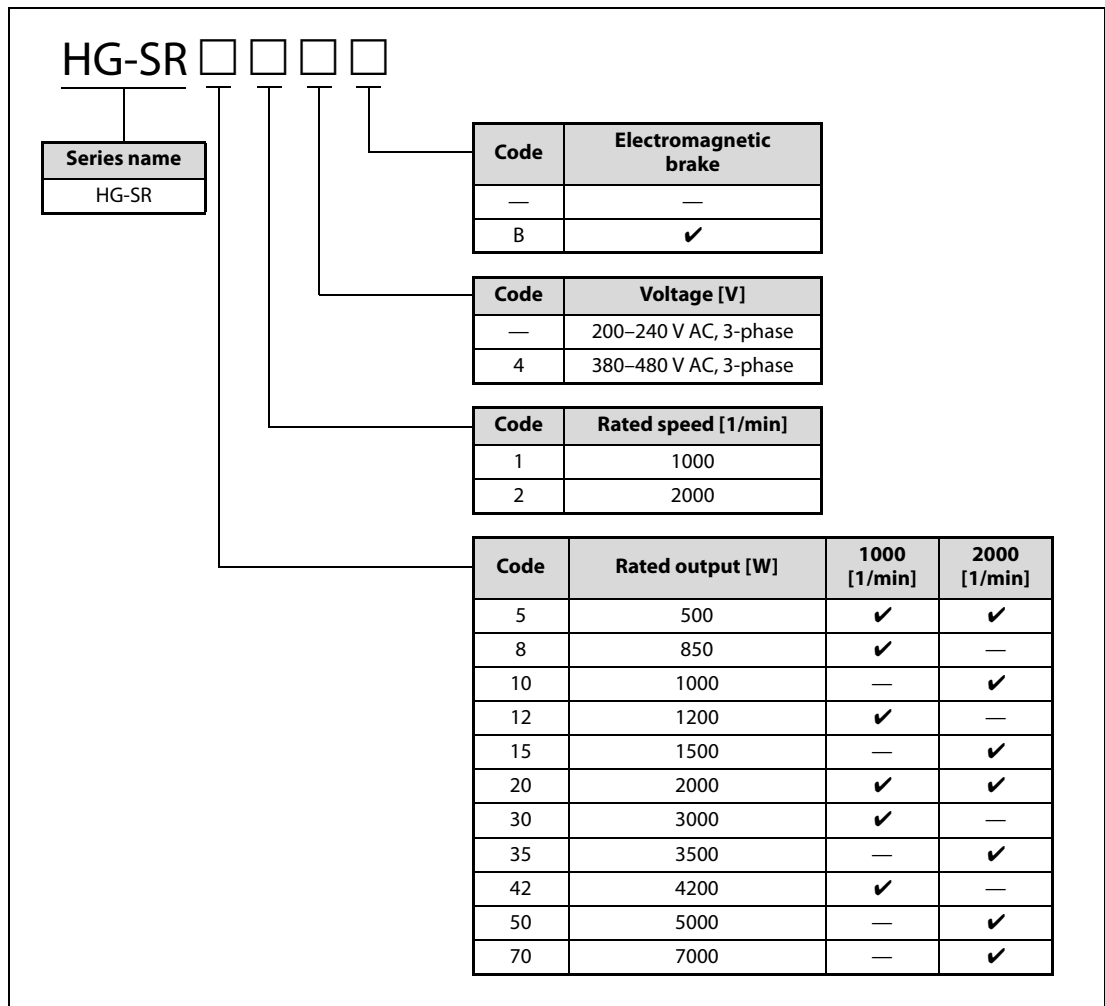 HG-SR □ □ □ □
Series name
HG-SR
Code Electromagnetic brake
— —
B ✔
Code Voltage [V]
— 200–240 V AC, 3-phase
4 380–480 V AC, 3-phase
Code Rated speed [1/min]
1 1000
2 2000
Code Rated output [W] 1000 [1/min] 2000 [1/min]
5 500 ✔ ✔
8 850 ✔ —
10 1000 — ✔
12 1200 ✔ —
15 1500 — ✔
20 2000 ✔ ✔
30 3000 ✔ —
35 3500 — ✔
42 4200 ✔ —
50 5000 — ✔
70 7000 — ✔